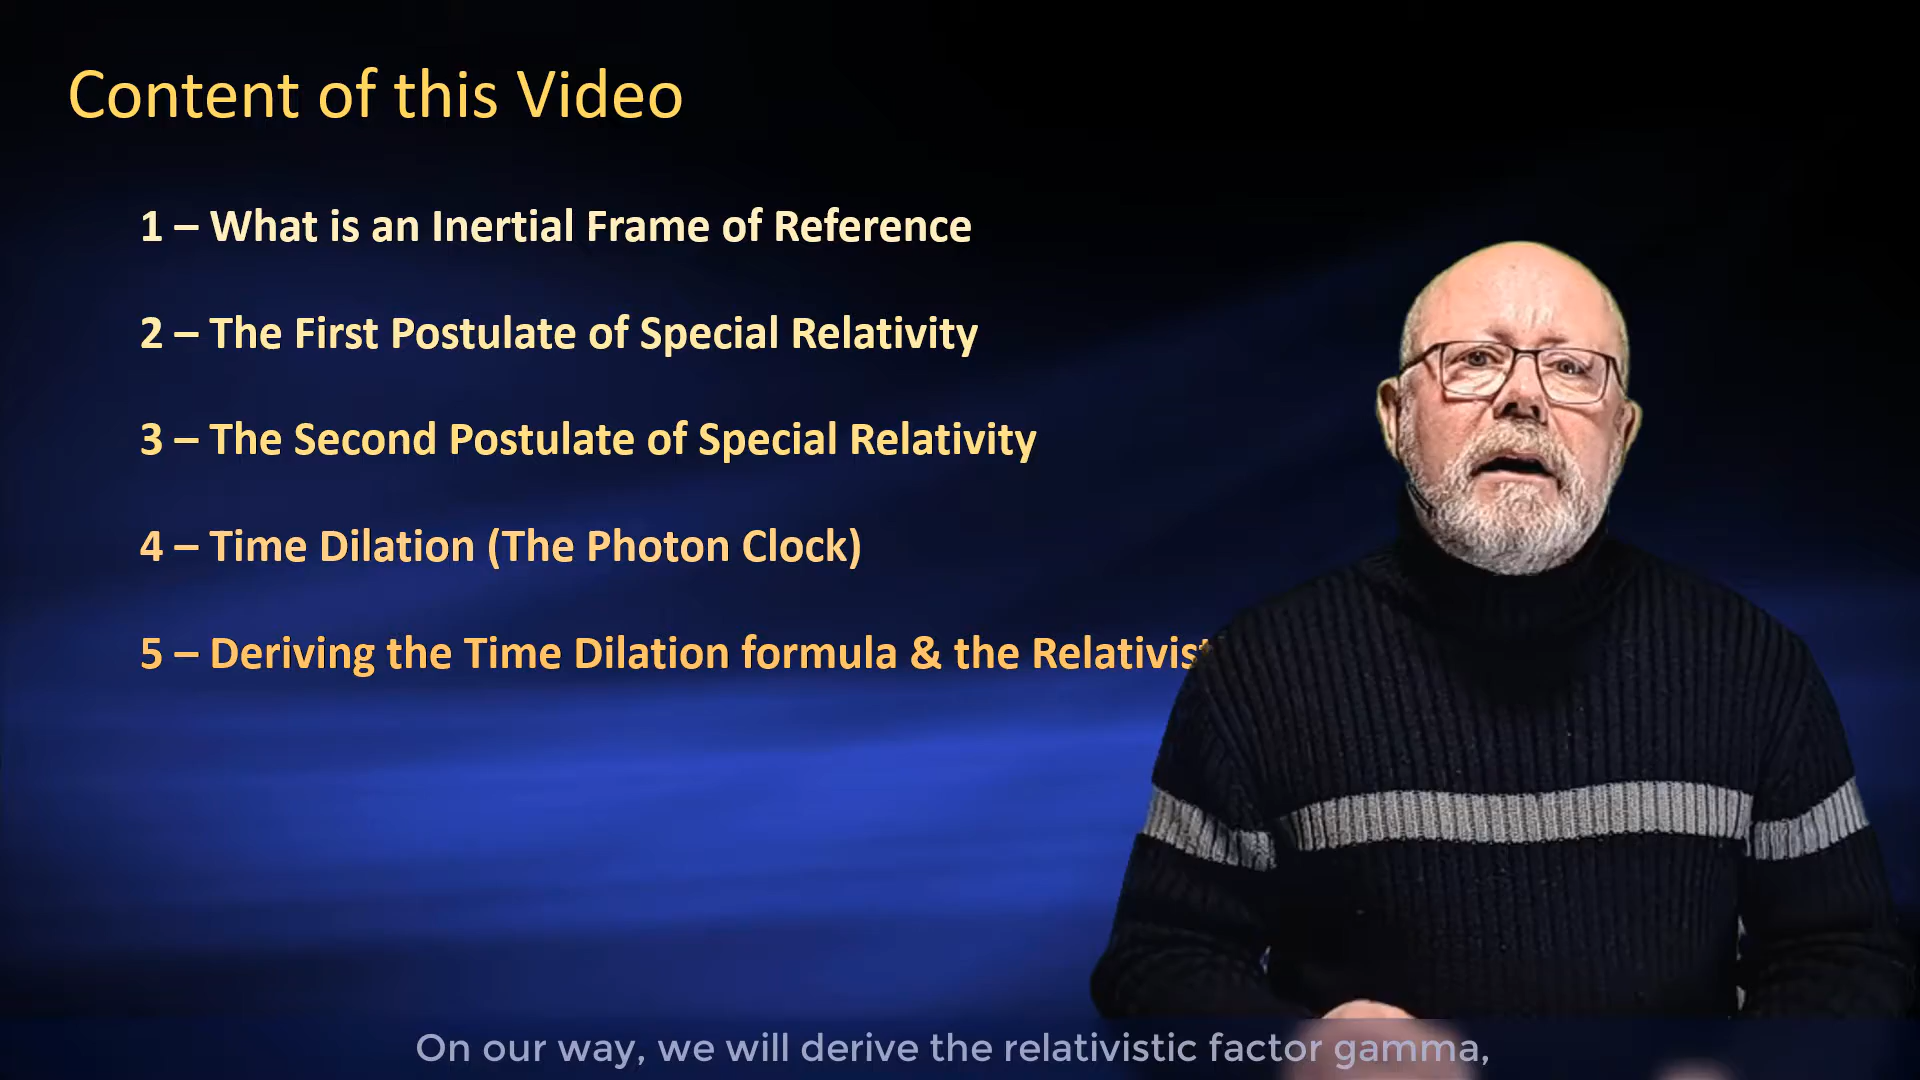 Content of this Video
1 – What is an Inertial Frame of Reference
2 – The First Postulate of Special Relativity
3 – The Second Postulate of Special Relativity
4 – Time Dilation (The Photon Clock)
5 – Deriving the Time Dilation formula & the
On our way, we will derive the relativistic factor gamma,